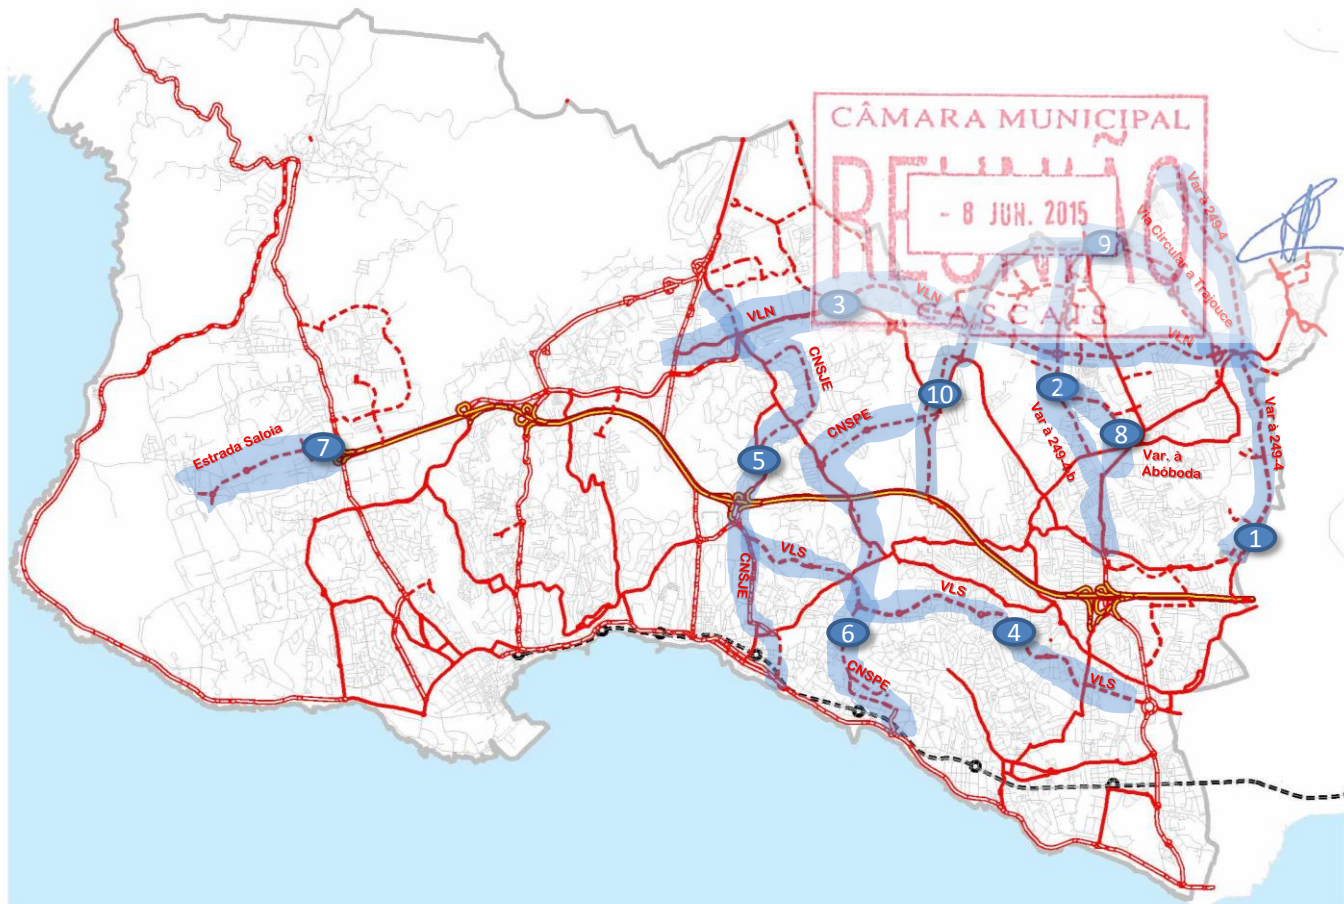 CÂMARA MUNICIPAL
REUNIÃO
- 8 JUN. 2015
CASCAIS
Var à 249-4
Via Circular a Trajouce
9
3
VLN
VLN
VLN
CNSJE
CNSPE
10
2
Var à 249-4 b
8
Var. à
Abóboda
Var à 249-4
Estrada Saloia
7
5
1
VLS
CNSJE
VLS
6
4
CNSPE
VLS